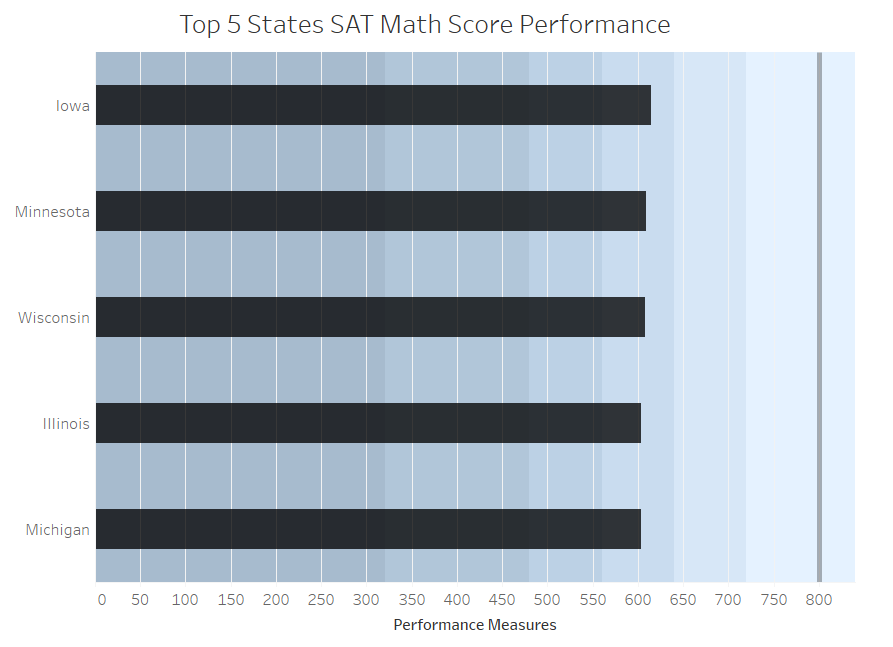 Top 5 States SAT Math Score Performance
Iowa
Minnesota
Wisconsin
Illinois
Michigan
0 50 100 150 200 250 300 350 400 450 500 550 600 650 700 750 800
Performance Measures